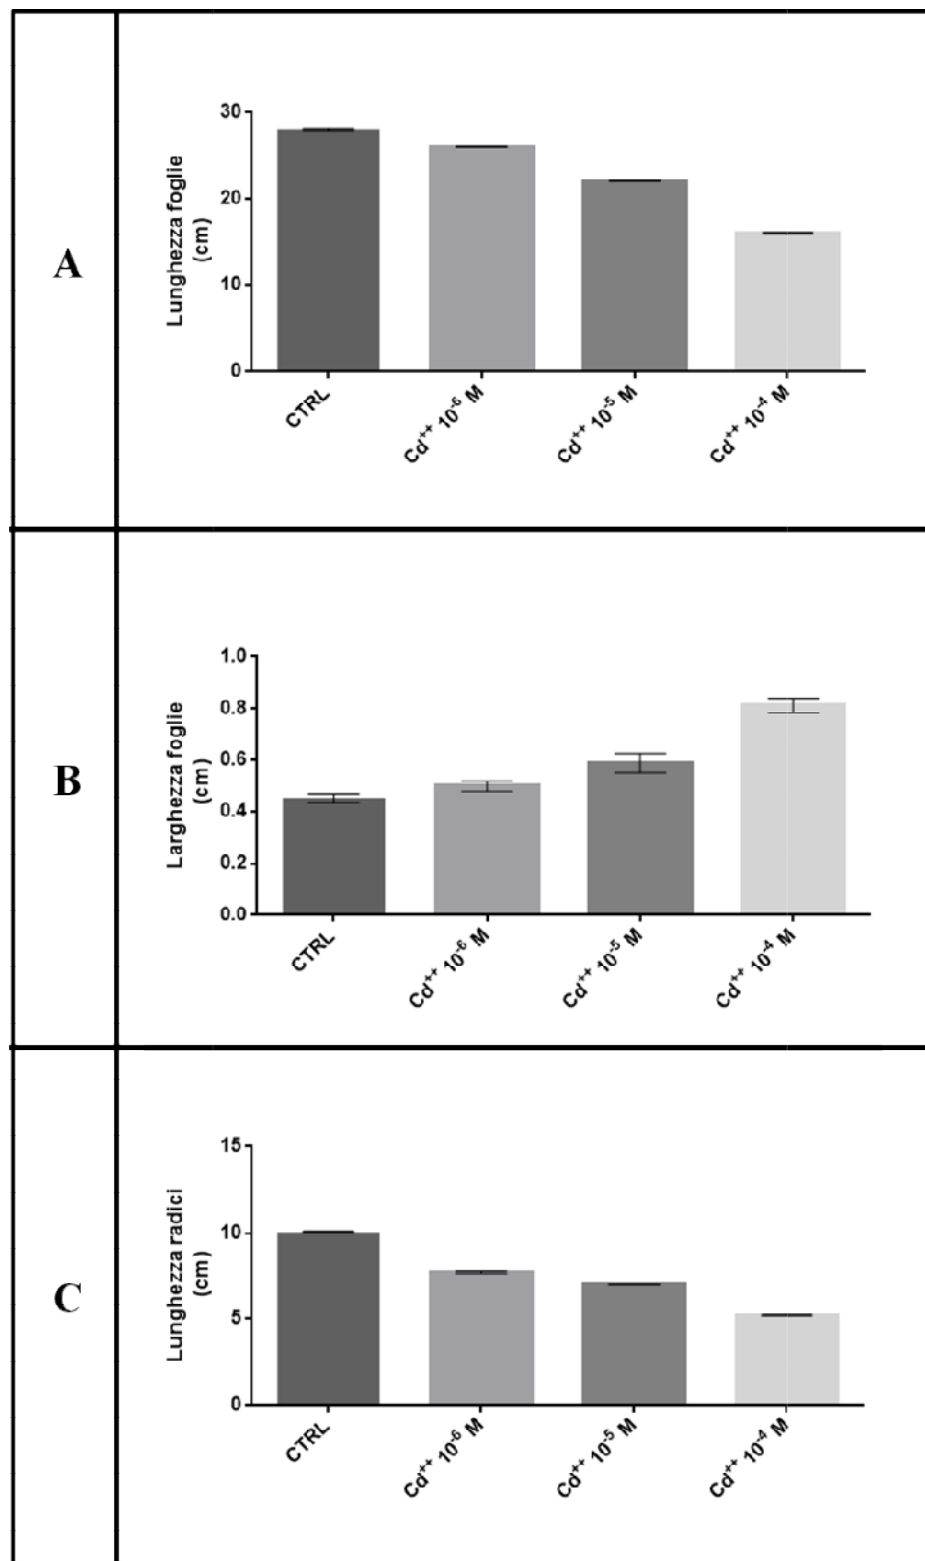 A
Lunghezza foglie
(cm)
30
20
10
0
CTRL
Cd⁺⁺ 10⁻⁶ M
Cd⁺⁺ 10⁻⁵ M
Cd⁺⁺ 10⁻⁴ M
B
Larghezza foglie
(cm)
1.0
0.8
0.6
0.4
0.2
0.0
CTRL
Cd⁺⁺ 10⁻⁶ M
Cd⁺⁺ 10⁻⁵ M
Cd⁺⁺ 10⁻⁴ M
C
Lunghezza radici
(cm)
15
10
5
0
CTRL
Cd⁺⁺ 10⁻⁶ M
Cd⁺⁺ 10⁻⁵ M
Cd⁺⁺ 10⁻⁴ M